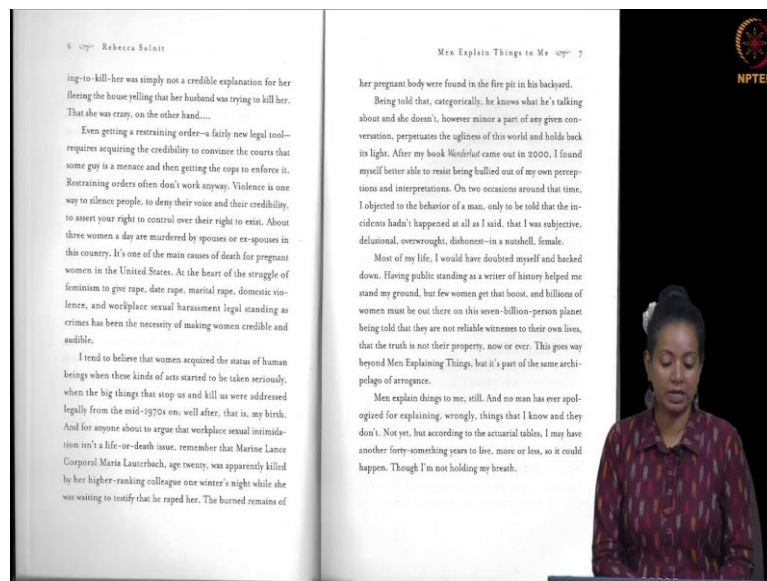 6 Rebecca Solnit
ing-to-kill-her was simply not a credible explanation for her
fleeing the house yelling that her husband was trying to kill her.
That she was crazy, on the other hand....
Even getting a restraining order—a fairly new legal tool—
requires acquiring the credibility to convince the courts that
some guy is a menace and then getting the cops to enforce it.
Restraining orders often don't work anyway. Violence is one
way to silence people, to deny their voice and their credibility,
to assert your right to control over their right to exist. About
three women a day are murdered by spouses or ex-spouses in
this country. It's one of the main causes of death for pregnant
women in the United States. At the heart of the struggle of
feminism to give rape, date rape, marital rape, domestic vio-
lence, and workplace sexual harassment legal standing as
crimes has been the necessity of making women credible and
audible.
I tend to believe that women acquired the status of human
beings when these kinds of acts started to be taken seriously,
when the big things that stop us and kill us were addressed
legally from the mid-1970s on; well after, that is, my birth.
And for anyone about to argue that workplace sexual intimida-
tion isn't a life-or-death issue, remember that Marine Lance
Corporal Maria Lauterbach, age twenty, was apparently killed
by her higher-ranking colleague one winter's night while she
was waiting to testify that he raped her. The burned remains of
Men Explain Things to Me 7
her pregnant body were found in the fire pit in his backyard.
Being told that, categorically, he knows what he's talking
about and she doesn't, however minor a part of any given con-
versation, perpetuates the ugliness of this world and holds back
its light. After my book Wanderlust came out in 2000, I found
myself better able to resist being bullied out of my own percep-
tions and interpretations. On two occasions around that time,
I objected to the behavior of a man, only to be told that the in-
cidents hadn't happened at all as I said, that I was subjective,
delusional, overwrought, dishonest—in a nutshell, female.
Most of my life, I would have doubted myself and backed
down. Having public standing as a writer of history helped me
stand my ground, but few women get that boost, and billions of
women must be out there on this seven-billion-person planet
being told that they are not reliable witnesses to their own lives,
that the truth is not their property, now or ever. This goes way
beyond Men Explaining Things, but it's part of the same archi-
pelago of arrogance.
Men explain things to me, still. And no man has ever apol-
ogized for explaining, wrongly, things that I know and they
don't. Not yet, but according to the actuarial tables, I may have
another forty-something years to live, more or less, so it could
happen. Though I'm not holding my breath.
NPTEL